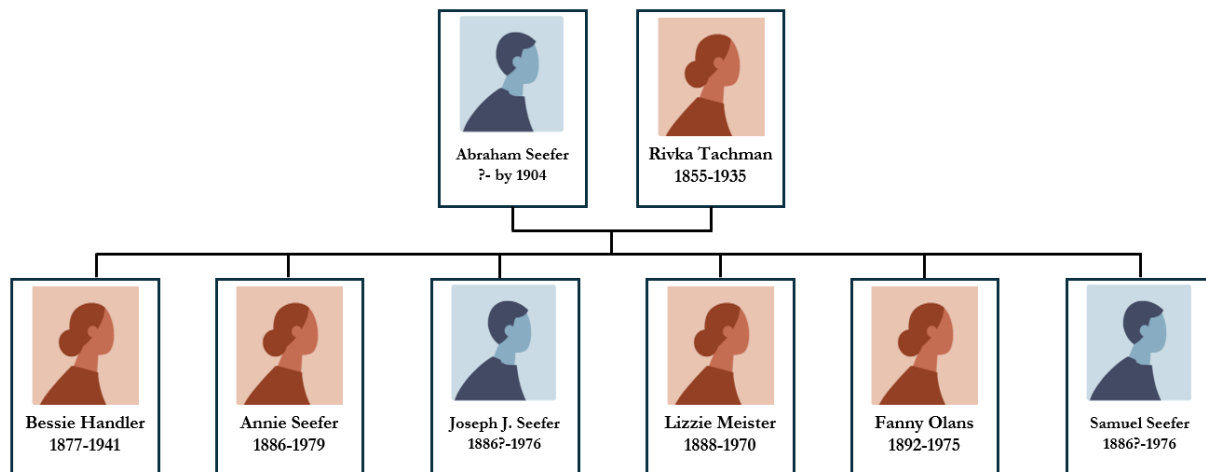 Abraham Seefer
?- by 1904
Rivka Tachman
1855-1935
Bessie Handler
1877-1941
Annie Seefer
1886-1979
Joseph J. Seefer
1886?-1976
Lizzie Meister
1888-1970
Fanny Olans
1892-1975
Samuel Seefer
1886?-1976